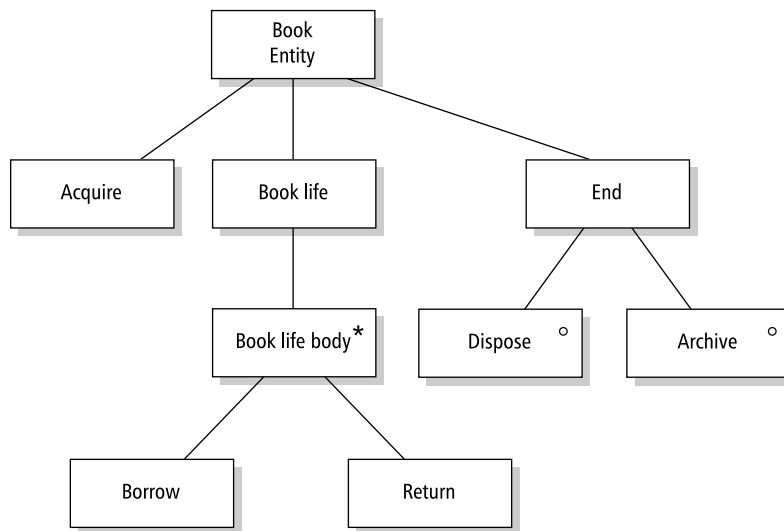 Book
Entity
Acquire
Book life
End
Book life body*
Dispose
Archive
Borrow
Return